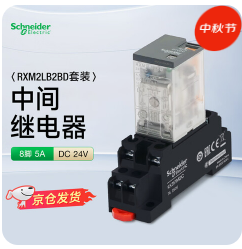 Schneider
Electric
中秋节
〈RXM2LB2BD套装〉
中间
继电器
8脚 5A
DC 24V
京仓发货